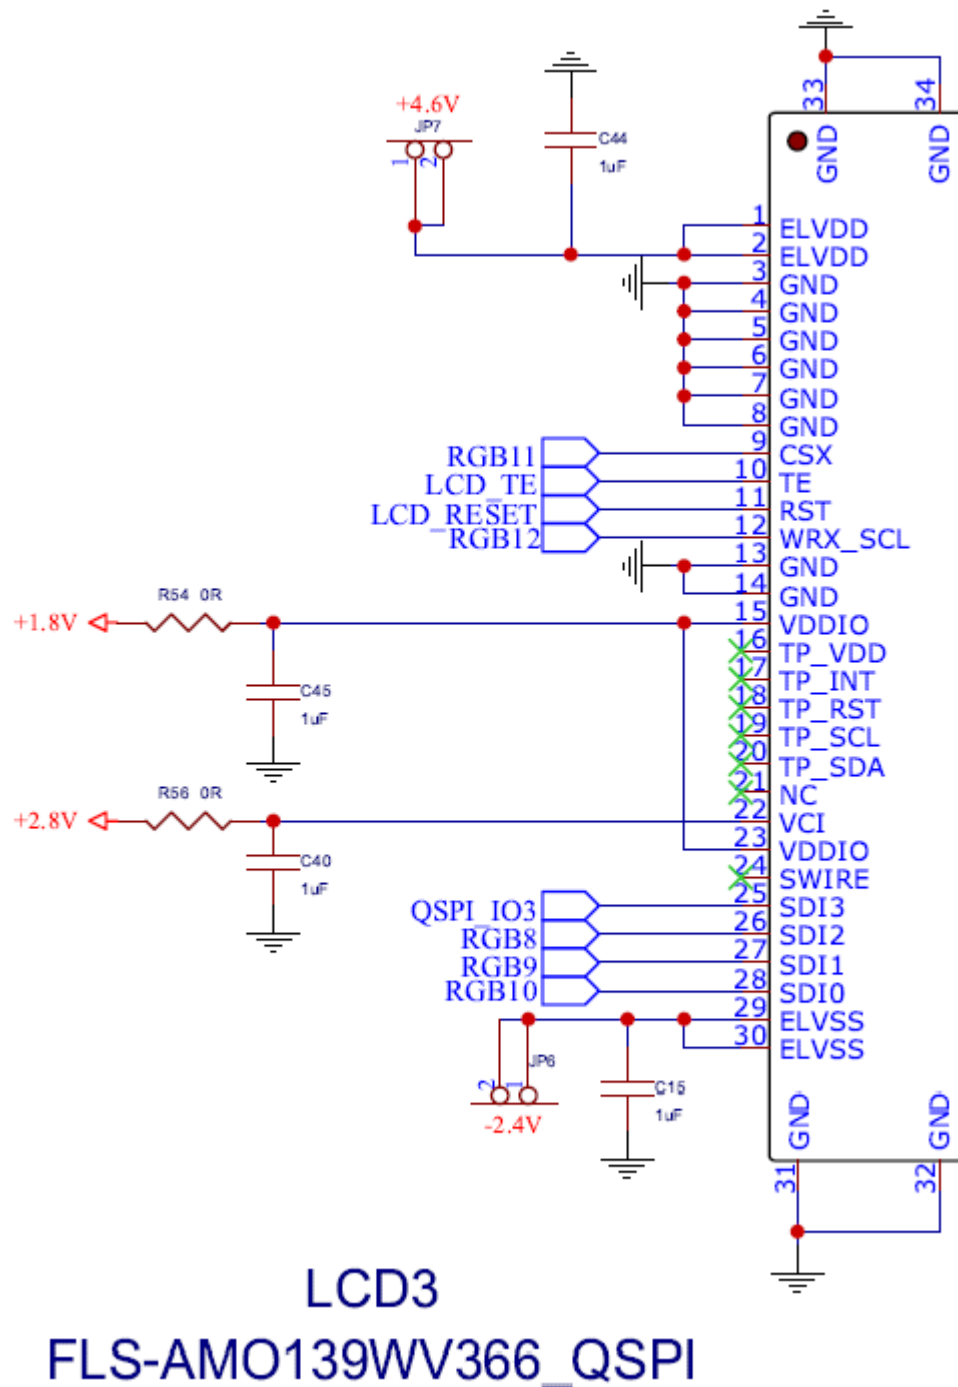 33
34
GND
GND
+4.6V
JP7
1
2
C44
1uF
1
ELVDD
2
ELVDD
3
GND
4
GND
5
GND
6
GND
7
GND
8
GND
RGB11
9
CSX
LCD_TE
10
TE
LCD_RESET
11
RST
RGB12
12
WRX_SCL
13
GND
14
GND
R54 0R
+1.8V
15
VDDIO
16
TP_VDD
17
TP_INT
C45
1uF
18
TP_RST
19
TP_SCL
20
TP_SDA
21
NC
R56 0R
+2.8V
22
VCI
23
VDDIO
C40
1uF
24
SWIRE
QSPI_IO3
25
SDI3
RGB8
26
SDI2
RGB9
27
SDI1
RGB10
28
SDI0
29
ELVSS
30
ELVSS
JP6
2
1
-2.4V
C15
1uF
GND
GND
31
32
LCD3
FLS-AMO139WV366_QSPI